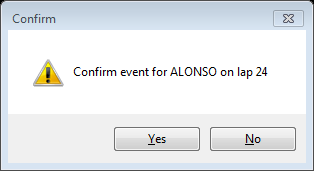 Confirm
Confirm event for ALONSO on lap 24
Yes
No